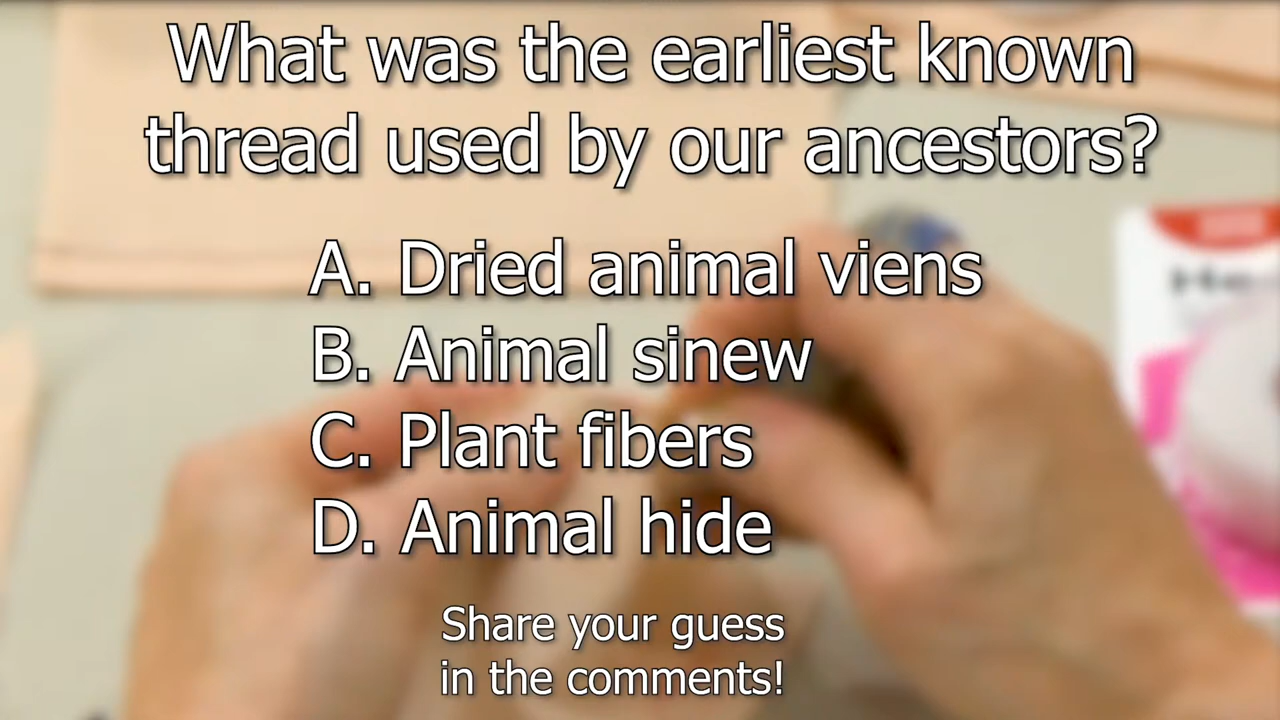 What was the earliest known
thread used by our ancestors?
A. Dried animal viens
B. Animal sinew
C. Plant fibers
D. Animal hide
Share your guess
in the comments!